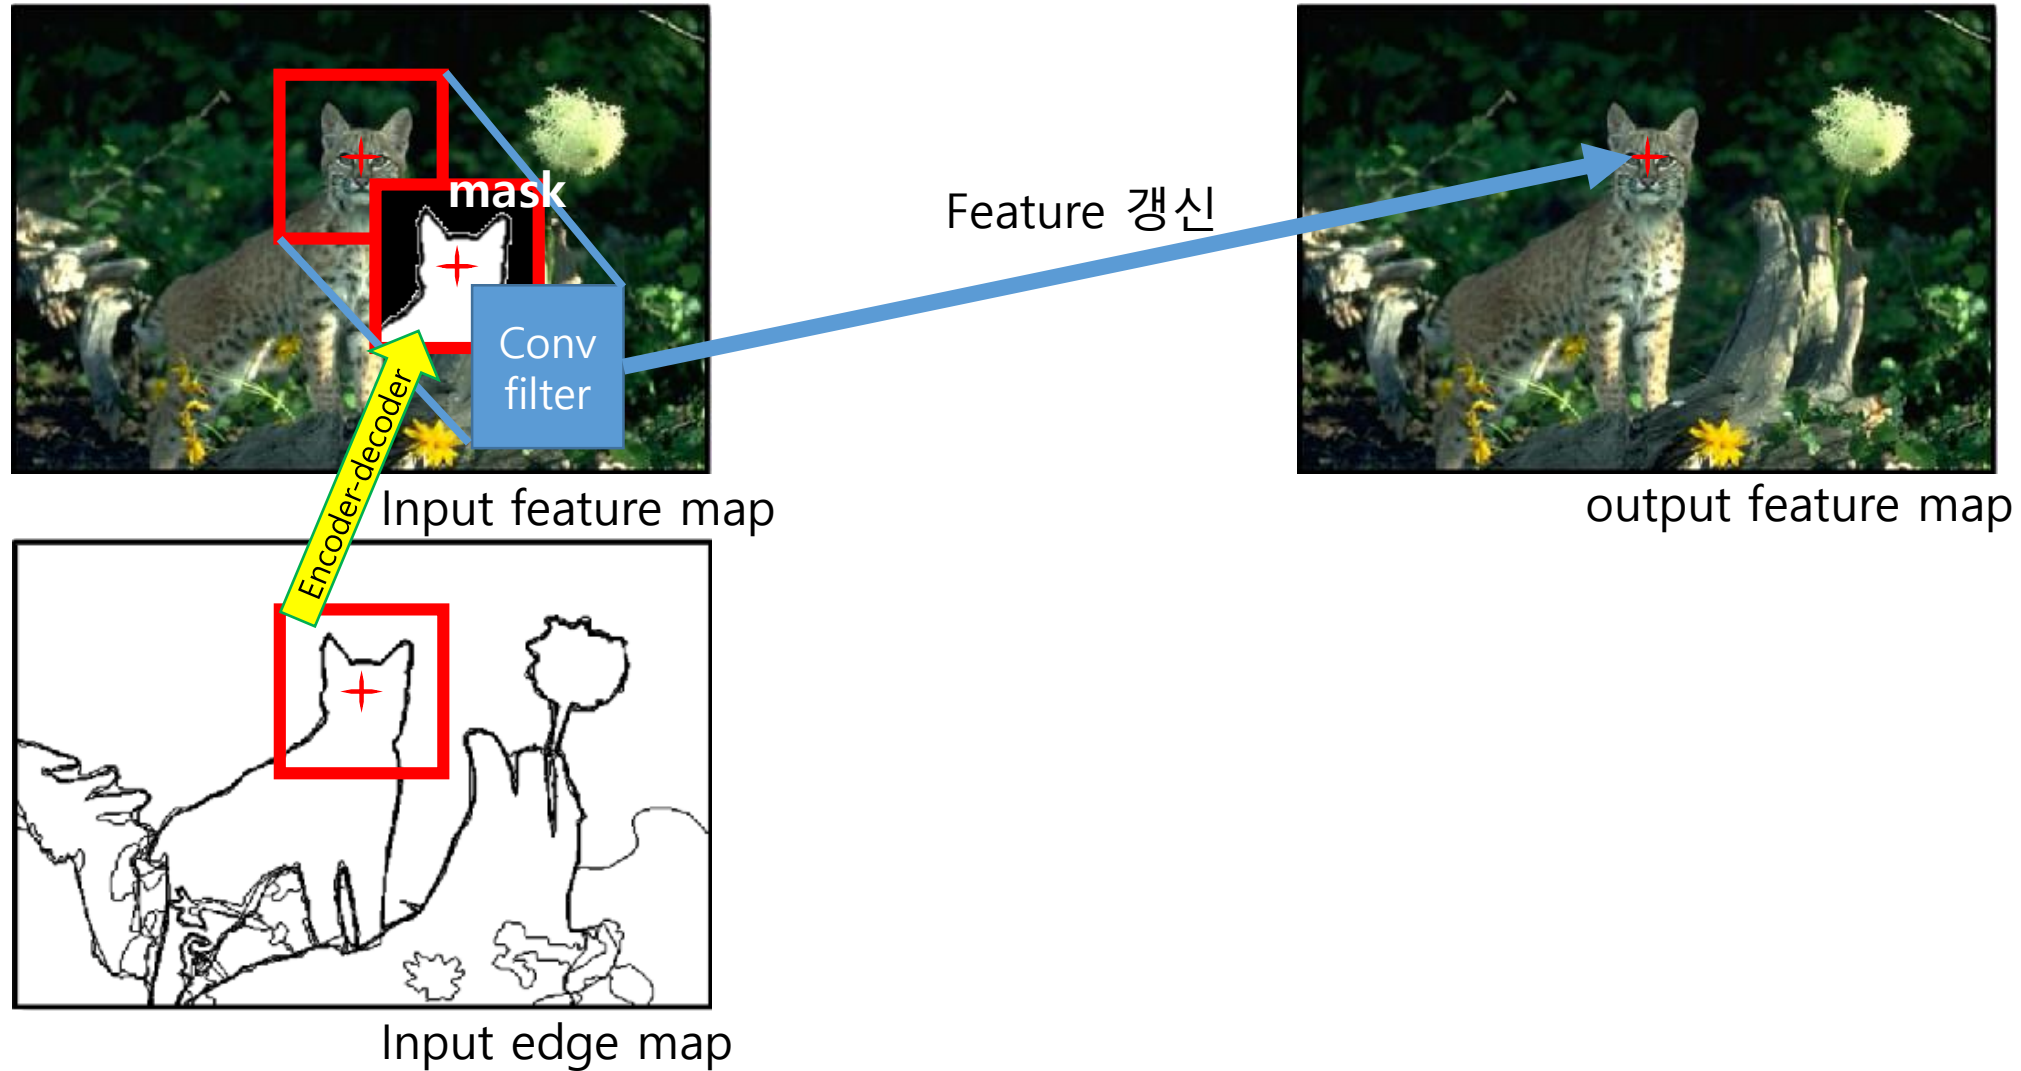 mask
Feature 갱신
Conv
filter
Encoder-decoder
Input feature map
output feature map
Input edge map